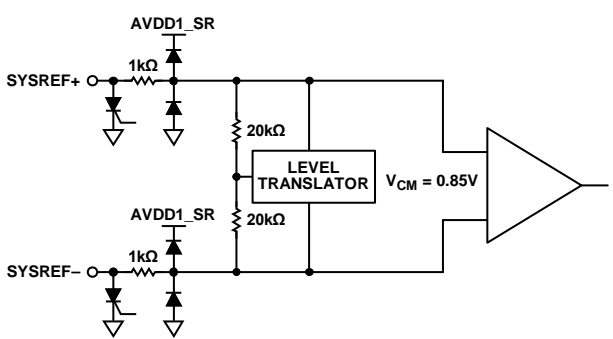 AVDD1_SR
1kΩ
SYSREF+
20kΩ
LEVEL
TRANSLATOR
VCM = 0.85V
20kΩ
AVDD1_SR
1kΩ
SYSREF–